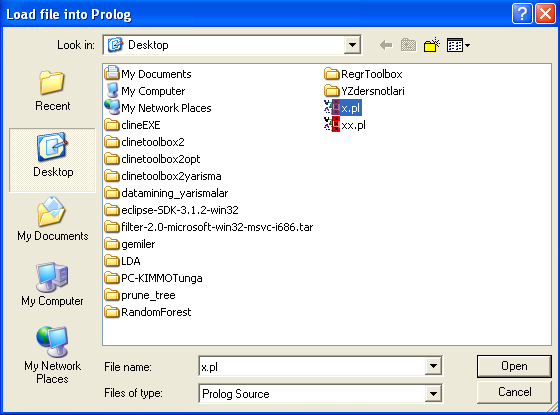 Load file into Prolog
Look in: Desktop
Recent
Desktop
My Documents
My Computer
My Network
Places
My Documents
My Computer
My Network Places
clineEXE
clinetoolbox2
clinetoolbox2opt
clinetoolbox2yarisma
datamining_yarismalar
eclipse-SDK-3.1.2-win32
filter-2.0-microsoft-win32-msvc-i686.tar
gemiler
LDA
PC-KIMMOTunga
prune_tree
RandomForest
RegrToolbox
YZdersnotlari
x.pl
xx.pl
File name: x.pl Open
Files of type: Prolog Source Cancel